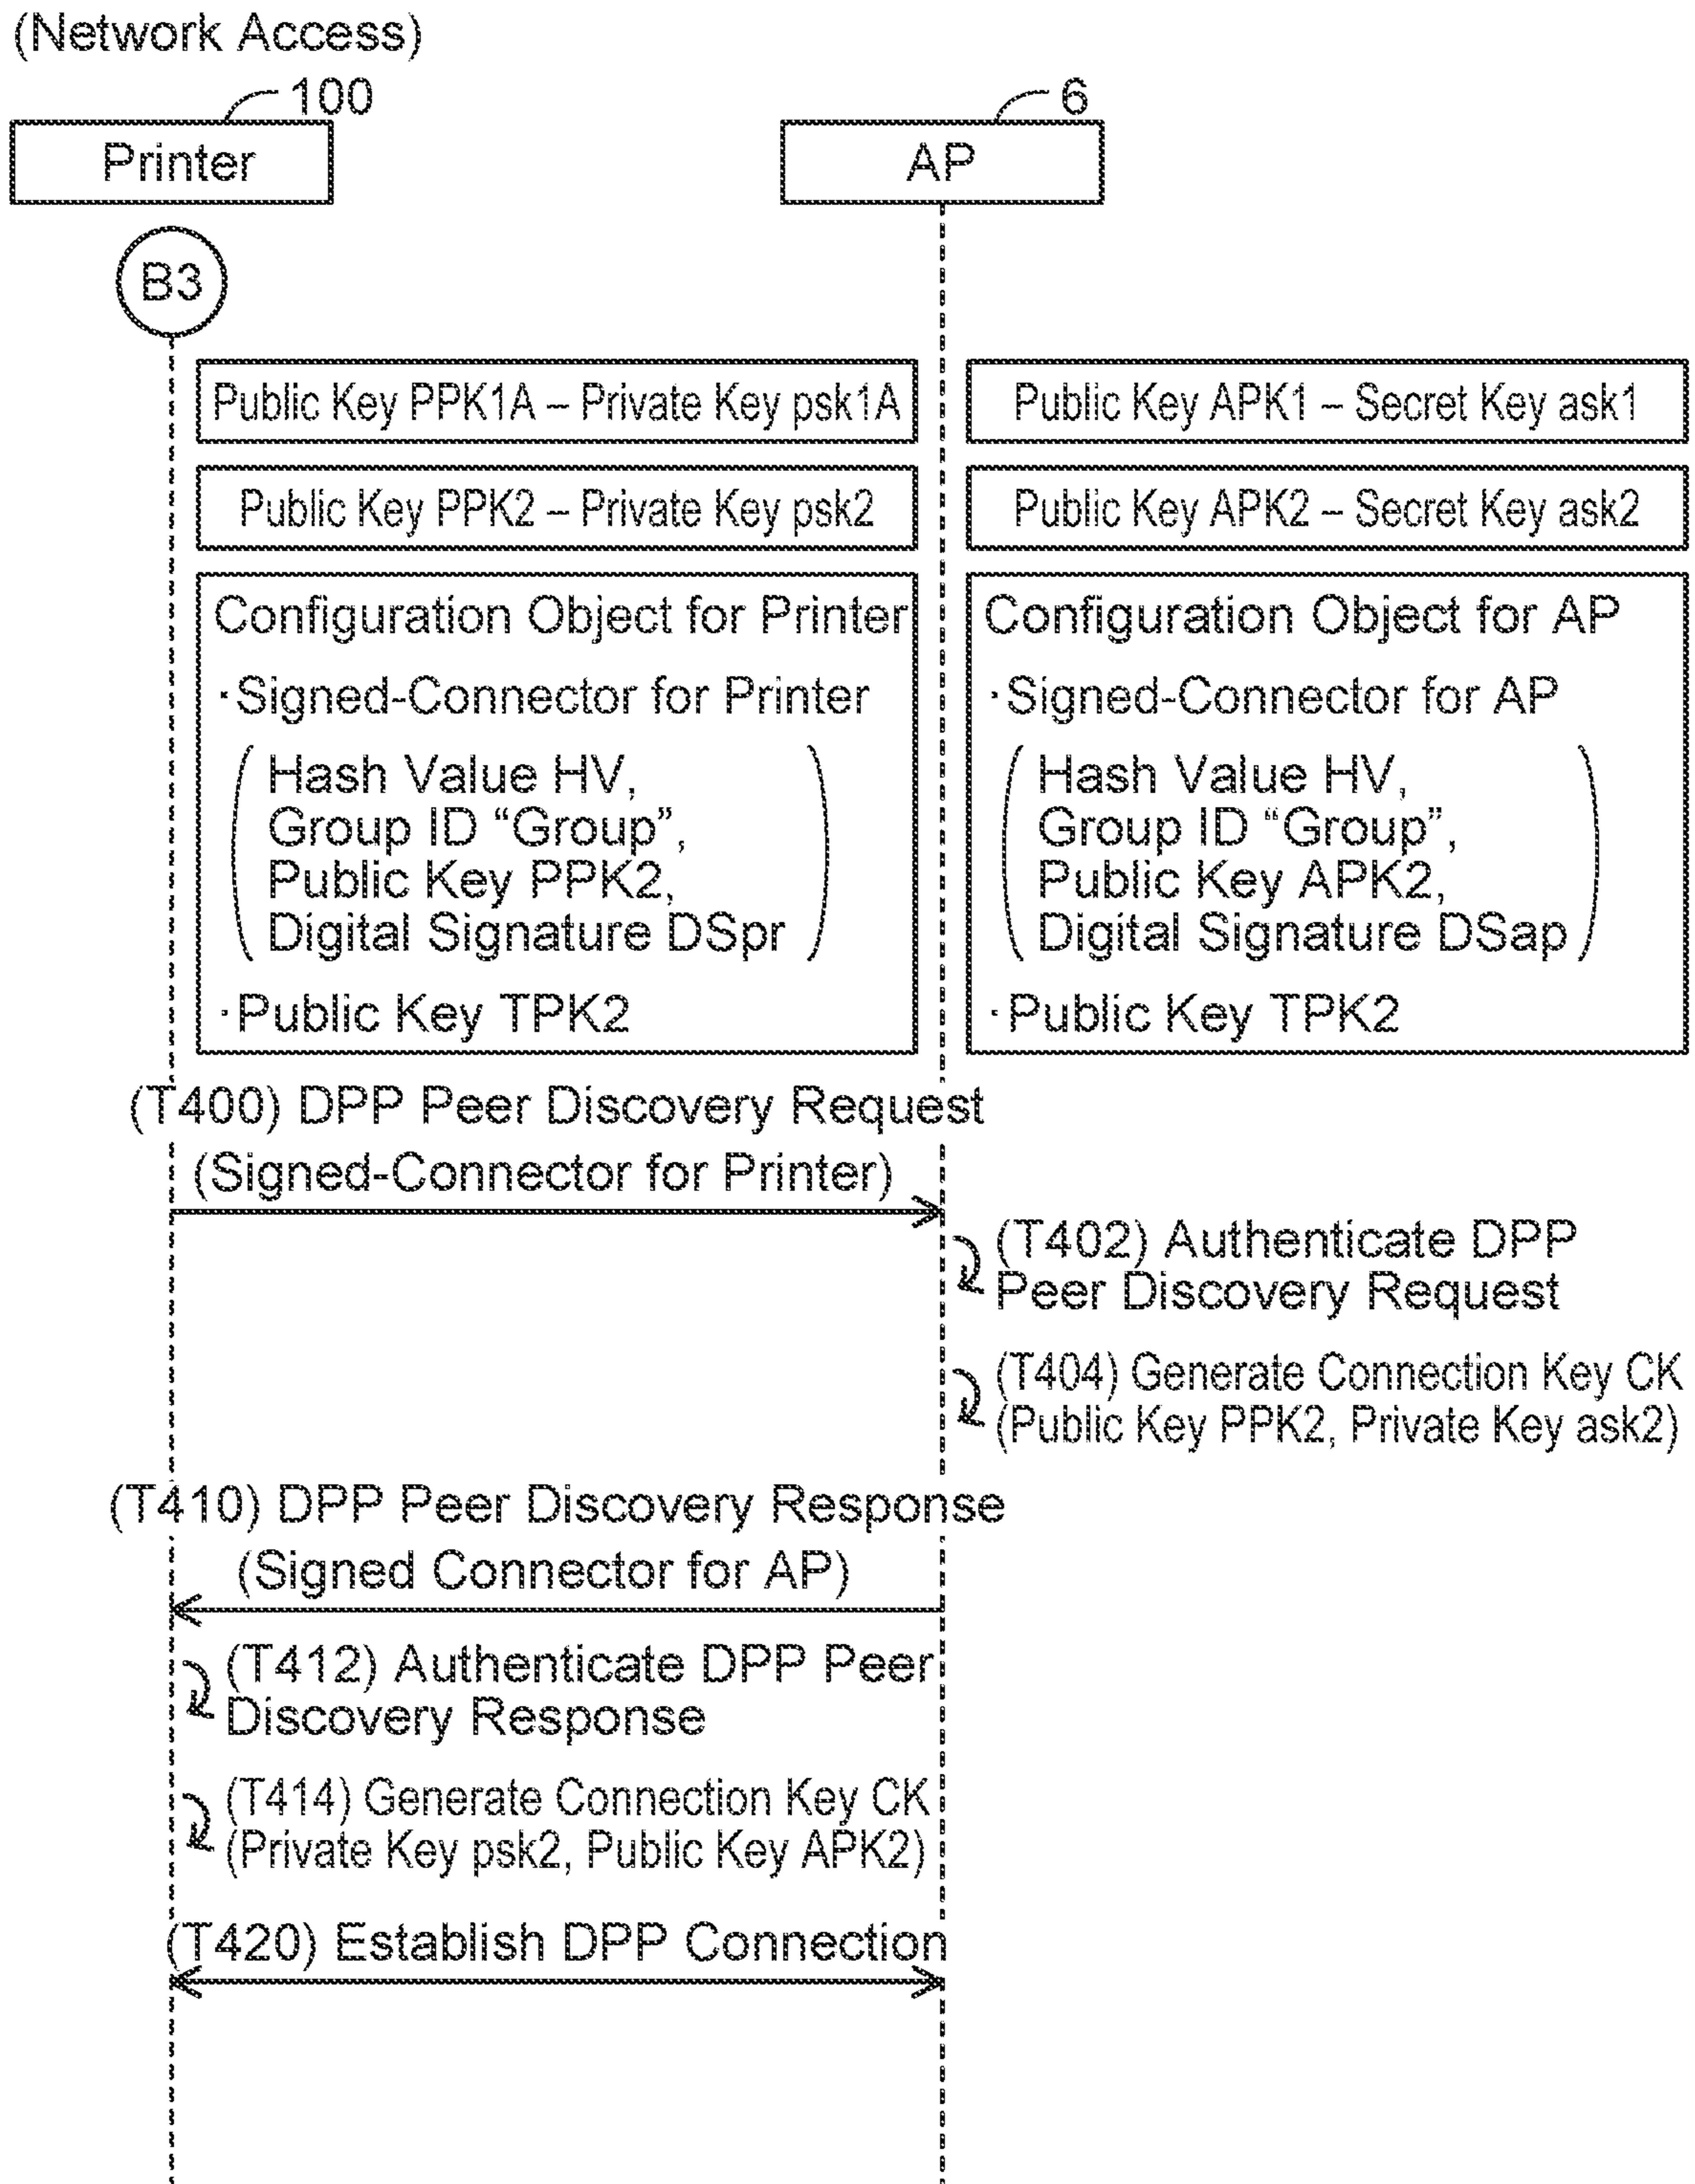 (Network Access)
100
6
Printer
AP
B3
Public Key PPK1A – Private Key psk1A
Public Key APK1 – Secret Key ask1
Public Key PPK2 – Private Key psk2
Public Key APK2 – Secret Key ask2
Configuration Object for Printer
·Signed-Connector for Printer
Hash Value HV,
Group ID “Group”,
Public Key PPK2,
Digital Signature DSpr
·Public Key TPK2
Configuration Object for AP
·Signed-Connector for AP
Hash Value HV,
Group ID “Group”,
Public Key APK2,
Digital Signature DSap
·Public Key TPK2
(T400) DPP Peer Discovery Request
(Signed-Connector for Printer)
(T402) Authenticate DPP
Peer Discovery Request
(T404) Generate Connection Key CK
(Public Key PPK2, Private Key ask2)
(T410) DPP Peer Discovery Response
(Signed Connector for AP)
(T412) Authenticate DPP Peer
Discovery Response
(T414) Generate Connection Key CK
(Private Key psk2, Public Key APK2)
(T420) Establish DPP Connection